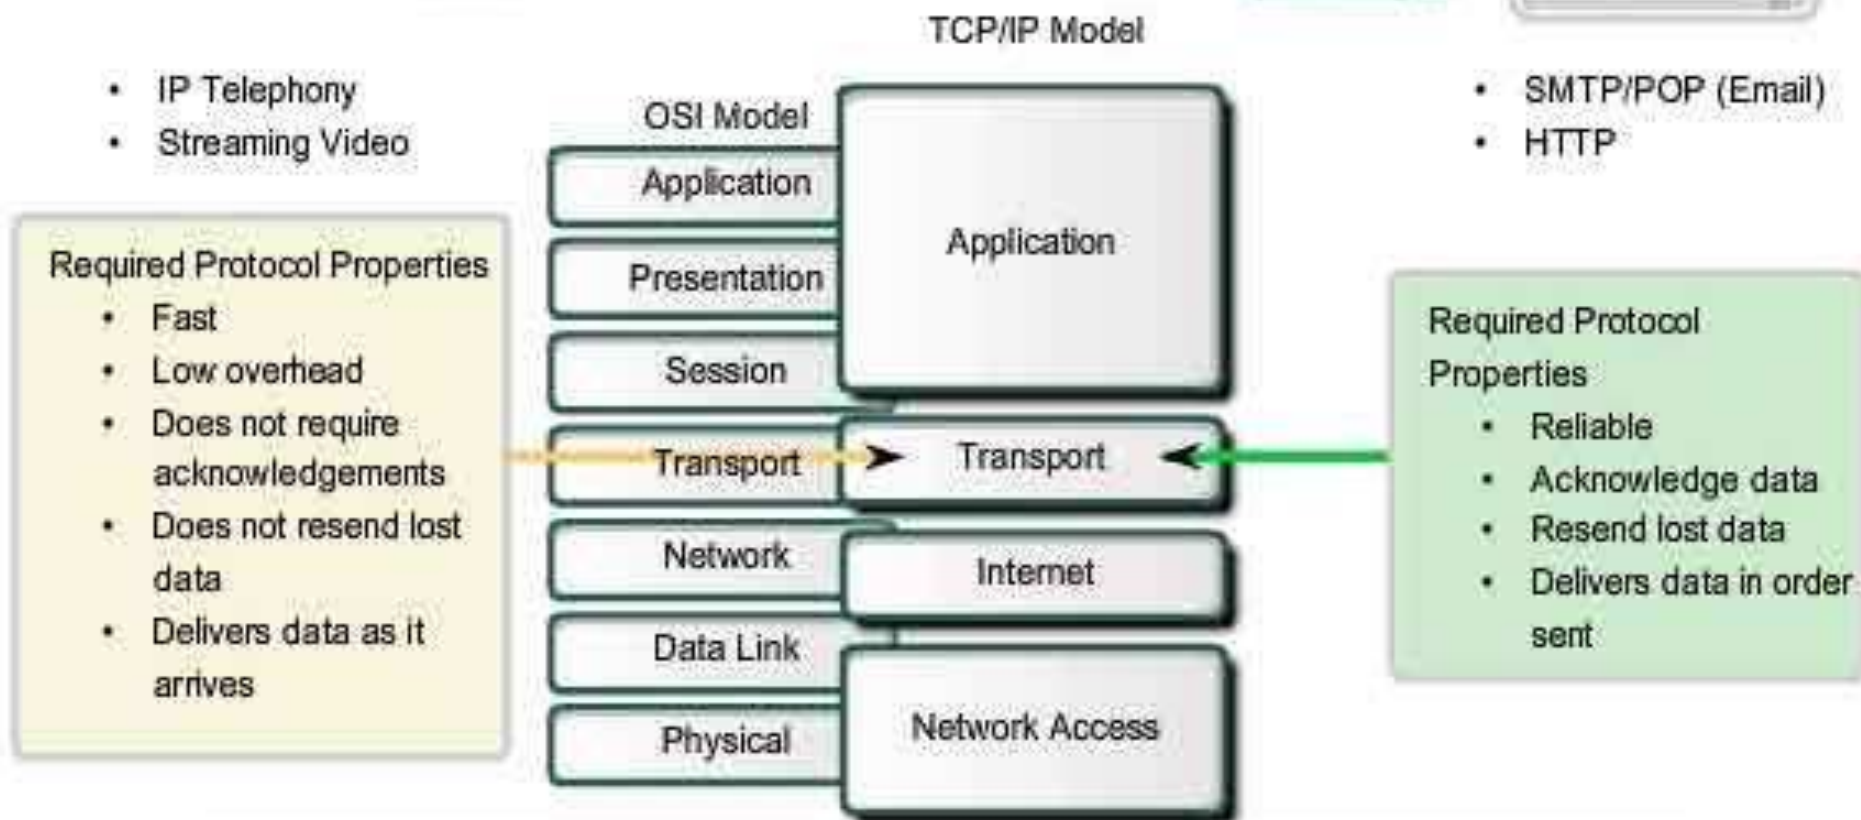 TCP/IP Model
• IP Telephony
• Streaming Video
OSI Model
• SMTP/POP (Email)
• HTTP
Required Protocol Properties
• Fast
• Low overhead
• Does not require
acknowledgements
• Does not resend lost
data
• Delivers data as it
arrives
Application
Presentation
Session
Transport
Network
Data Link
Physical
Application
Transport
Internet
Network Access
Required Protocol
Properties
• Reliable
• Acknowledge data
• Resend lost data
• Delivers data in order
sent